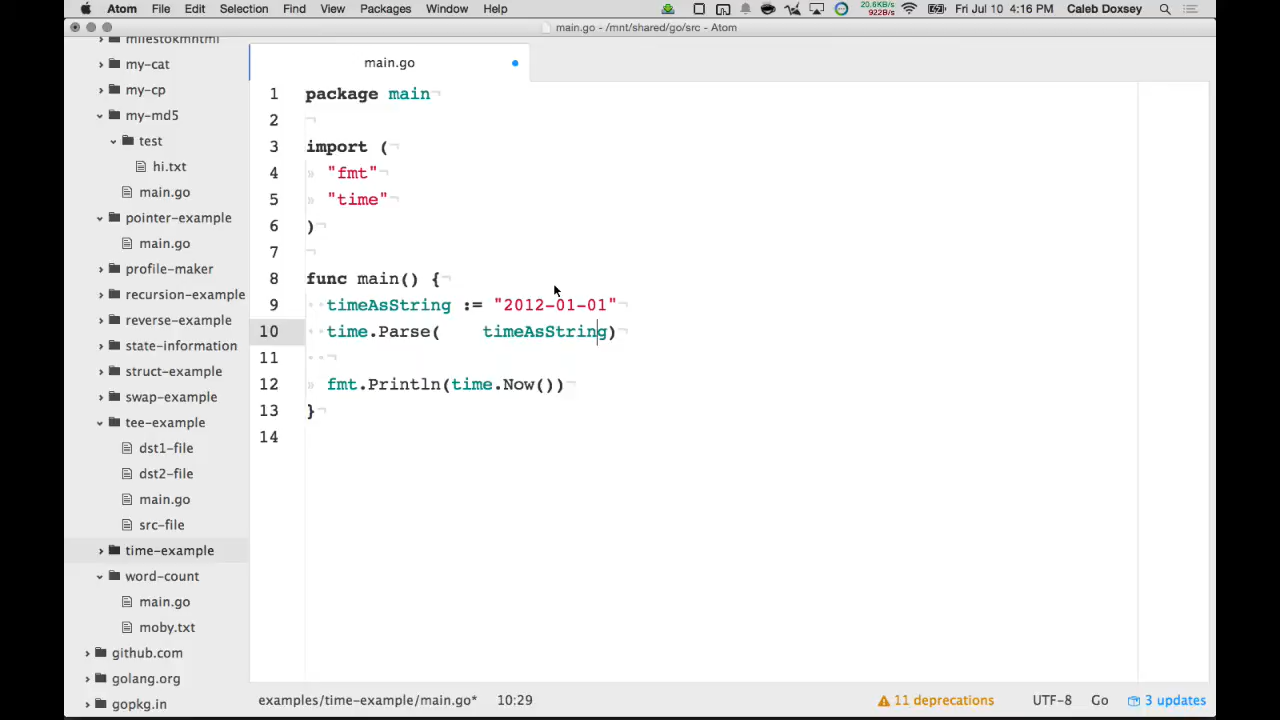 Atom File Edit Selection Find View Packages Window Help 20.6KB/s 922B/s Fri Jul 10 4:16 PM Caleb Doxsey
main.go - /mnt/shared/go/src - Atom
milestokmhtml
my-cat
my-cp
my-md5
test
hi.txt
main.go
pointer-example
main.go
profile-maker
recursion-example
reverse-example
state-information
struct-example
swap-example
tee-example
dst1-file
dst2-file
main.go
src-file
time-example
word-count
main.go
moby.txt
github.com
golang.org
gopkg.in
main.go
1 package main
2
3 import (
4 "fmt"
5 "time"
6 )
7
8 func main() {
9 timeAsString := "2012-01-01"
10 time.Parse(    timeAsString)
11
12 fmt.Println(time.Now())
13 }
14
examples/time-example/main.go* 10:29 11 deprecations UTF-8 Go 3 updates